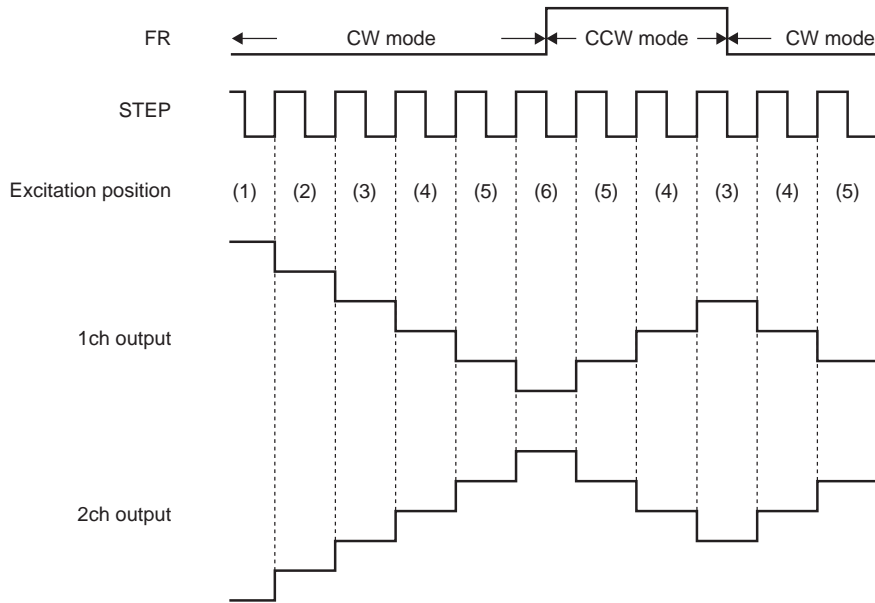 FR CW mode CCW mode CW mode
STEP
Excitation position (1) (2) (3) (4) (5) (6) (5) (4) (3) (4) (5)
1ch output
2ch output